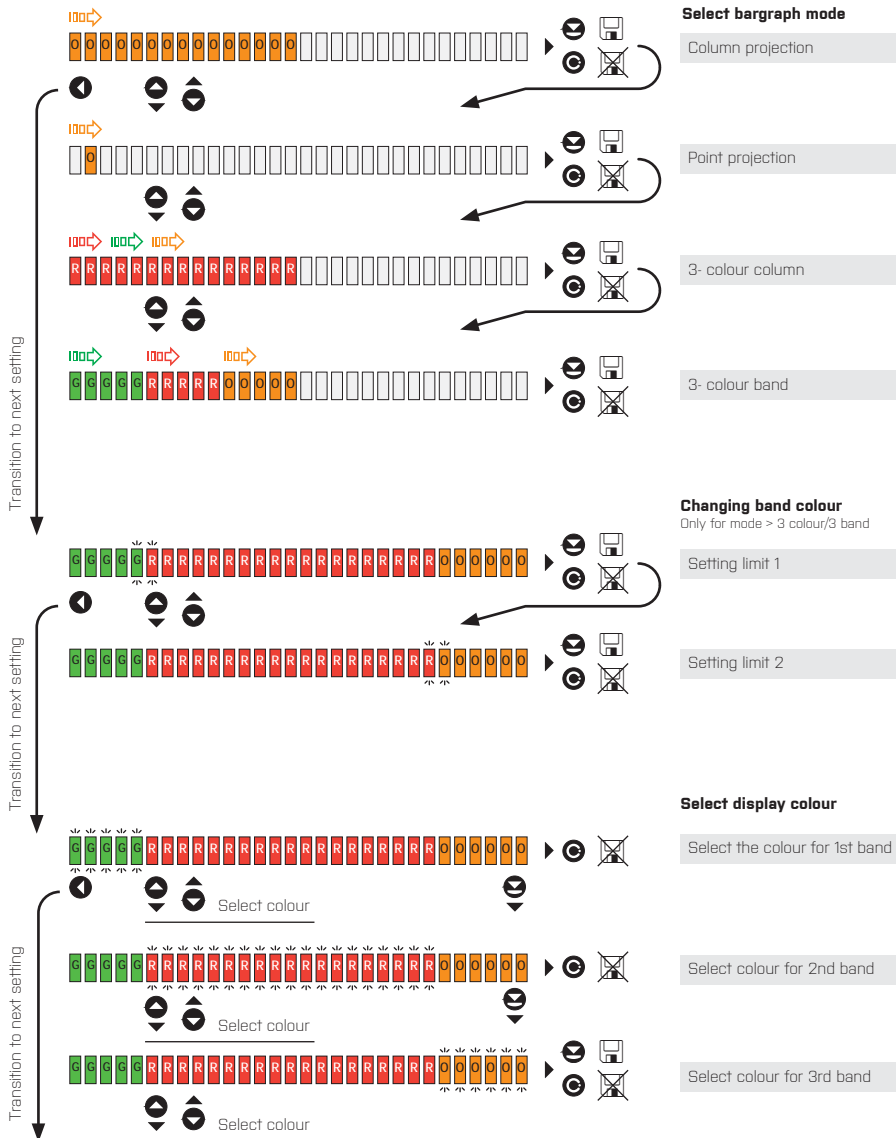 Select bargraph mode
O O O O O O O O O O O O O O O
Column projection
O
Point projection
R R R R R R R R R R R R R R R
3- colour column
G G G G G R R R R R O O O O O
3- colour band
Transition to next setting
Changing band colour
Only for mode > 3 colour/3 band
G G G G G R R R R R R R R R R R R R R R R R R R O O O O O O
Setting limit 1
G G G G G R R R R R R R R R R R R R R R R R R R O O O O O O
Setting limit 2
Transition to next setting
Select display colour
G G G G G R R R R R R R R R R R R R R R R R R R O O O O O O
Select the colour for 1st band
Select colour
G G G G G R R R R R R R R R R R R R R R R R R R O O O O O O
Select colour for 2nd band
Select colour
G G G G G R R R R R R R R R R R R R R R R R R R O O O O O O
Select colour for 3rd band
Select colour
Transition to next setting